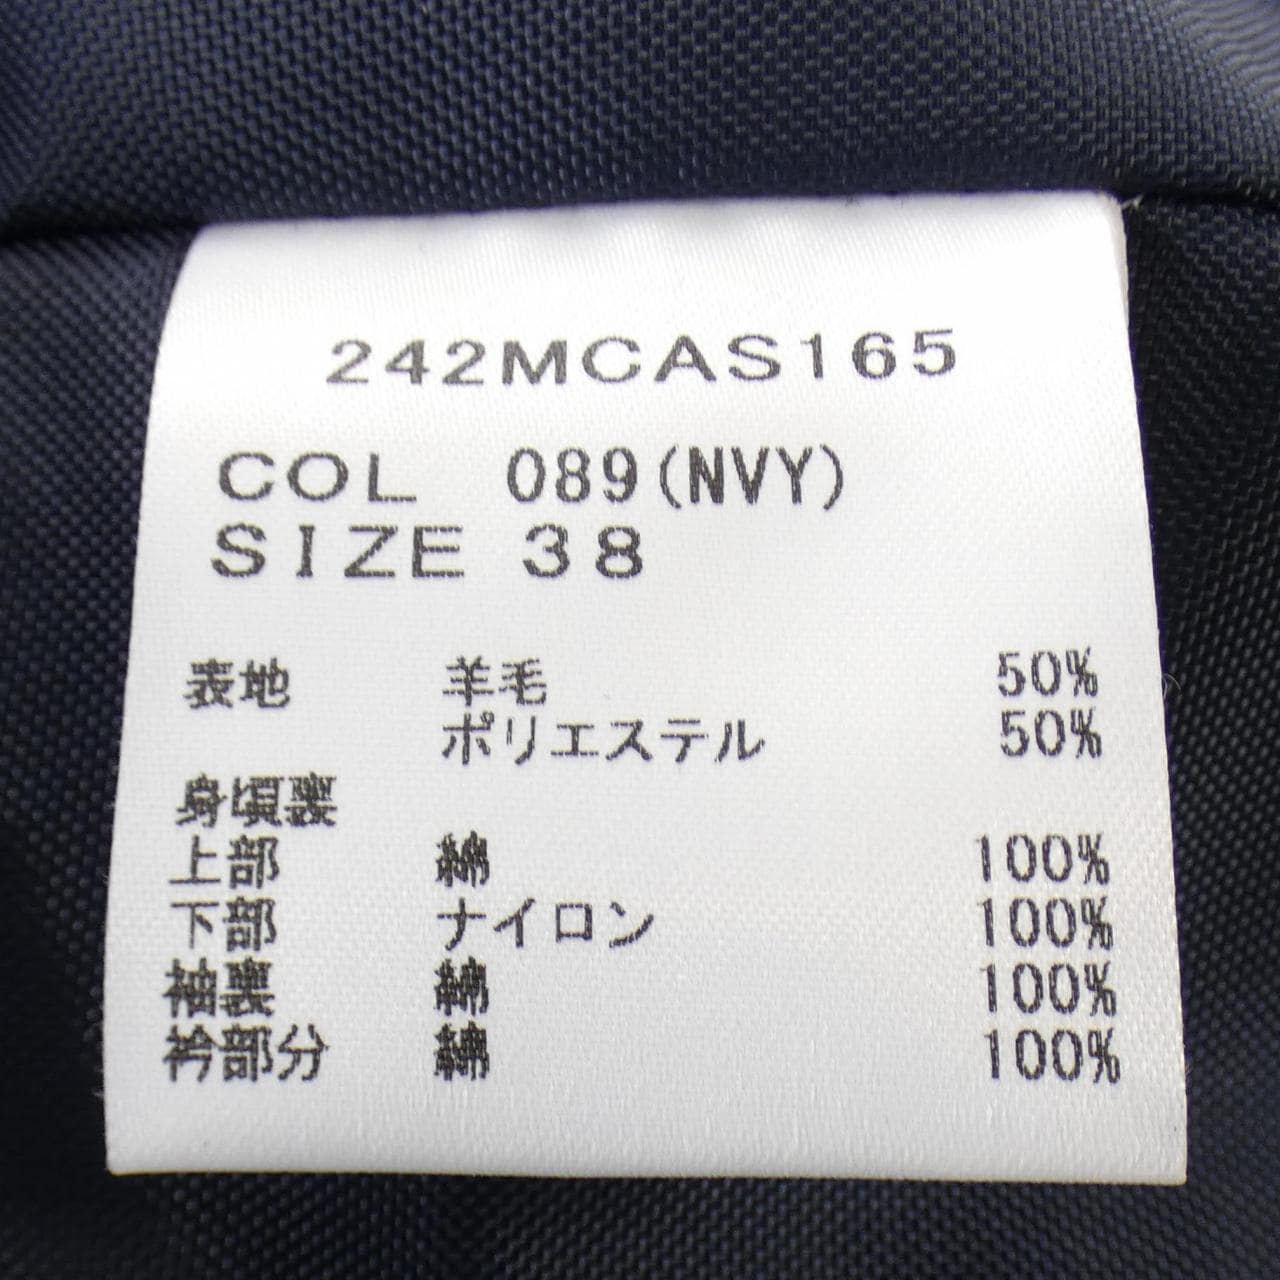 242MCAS165
COL 089(NVY)
SIZE 38
表地 羊毛 50%
ポリエステル 50%
身頃裏
上部 綿 100%
下部 ナイロン 100%
袖裏 綿 100%
衿部分 綿 100%